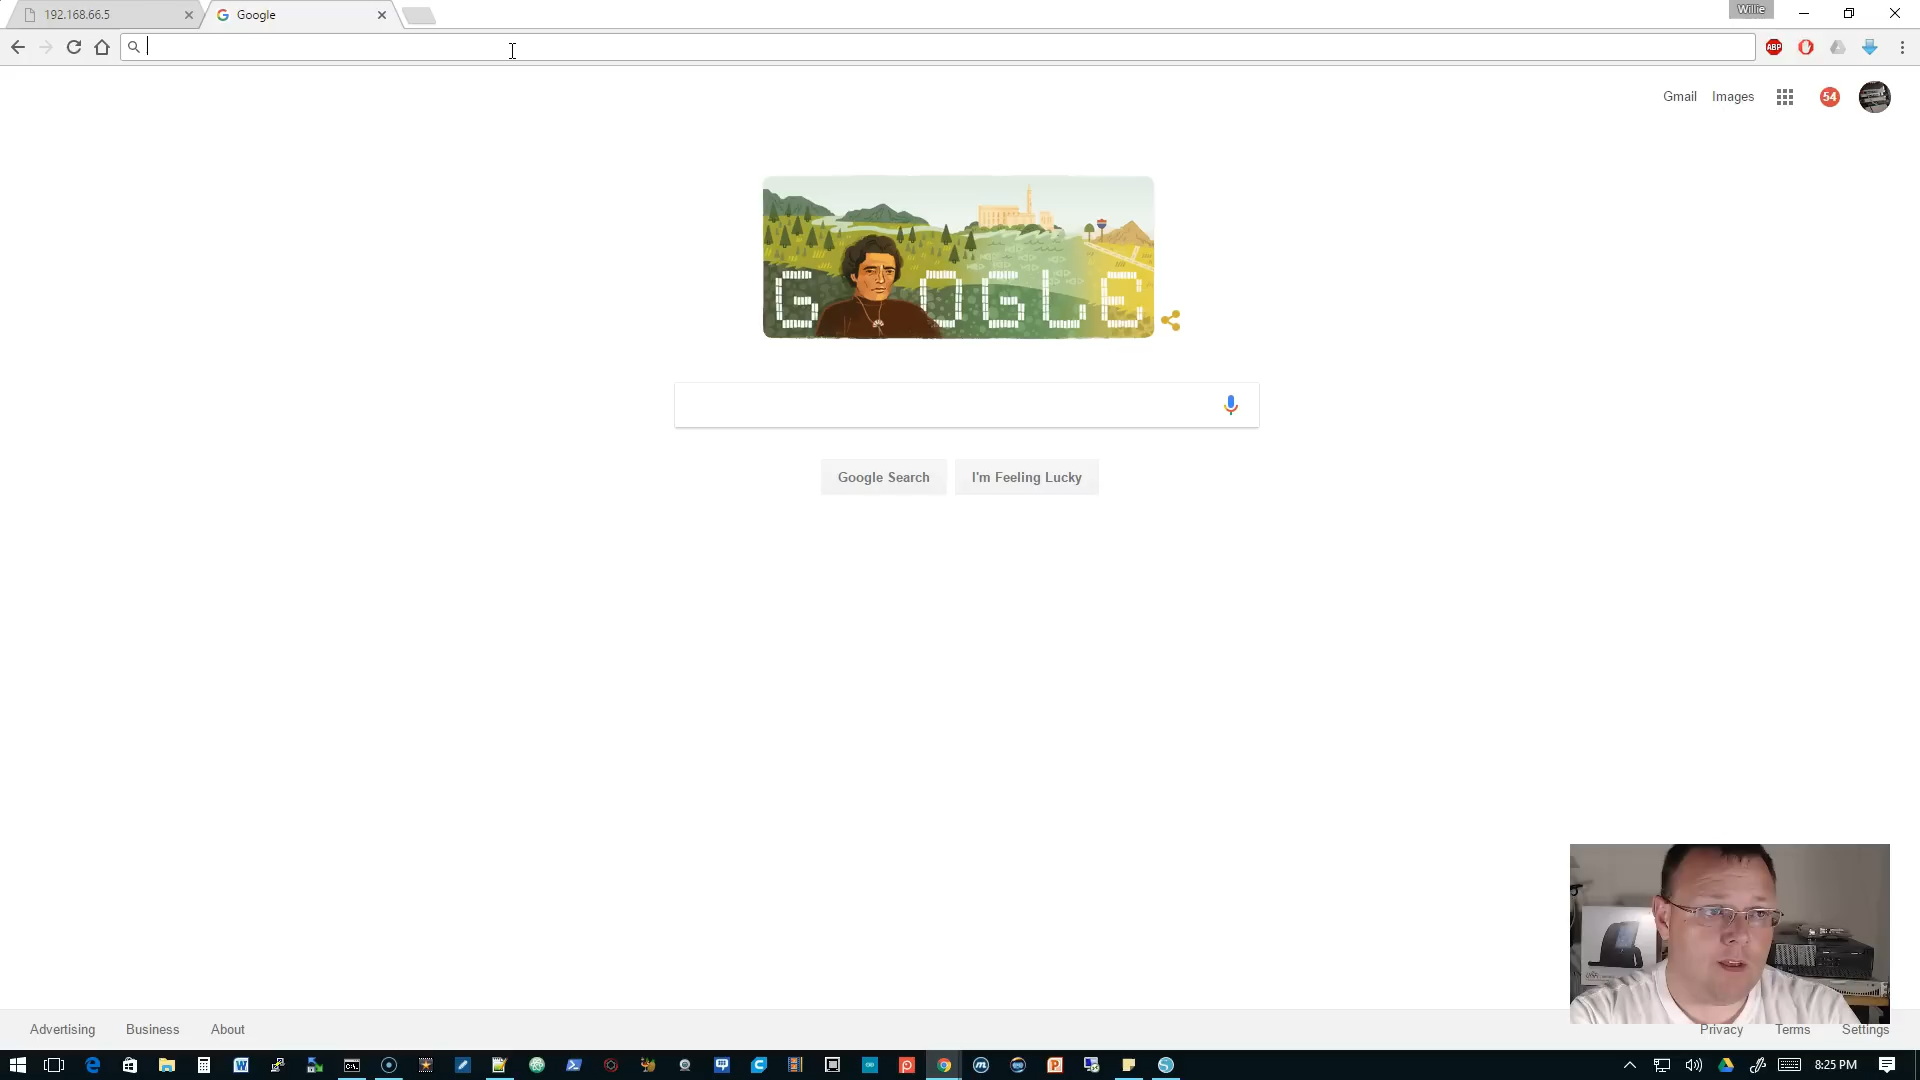 192.168.66.5
Google
Willie
ABP
Gmail
Images
54
GOOGLE
Google Search
I'm Feeling Lucky
Advertising
Business
About
Privacy
Terms
Settings
8:25 PM